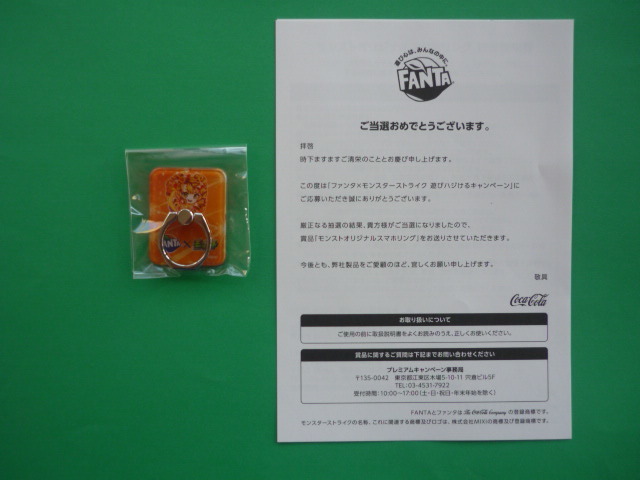 遊び心は、みんなの中に。
FANTA
ご当選おめでとうございます。
拝啓
時下ますますご清栄のこととお慶び申し上げます。
この度は「ファンタ×モンスターストライク 遊びハジけるキャンペーン」に
ご応募いただき誠にありがとうございます。
厳正なる抽選の結果、貴方様がご当選になりましたので、
賞品「モンストオリジナルスマホリング」をお送りさせていただきます。
今後とも、弊社製品をご愛顧のほど、宜しくお願い申し上げます。
敬具
Coca-Cola
お取り扱いについて
ご使用の前に取扱説明書をよくお読みのうえ、正しくお使いください。
賞品に関するご質問は下記までお問い合わせください
プレミアムキャンペーン事務局
〒135-0042 東京都江東区木場5-10-11 宍倉ビル5F
TEL:03-4531-7922
受付時間:10:00〜17:00(土・日・祝日・年末年始を除く)
FANTAとファンタは The Coca-Cola Company の登録商標です。
モンスターストライクの名称、これに関連する商標及びロゴは、株式会社MIXIの商標及び登録商標です。
FANTA ×